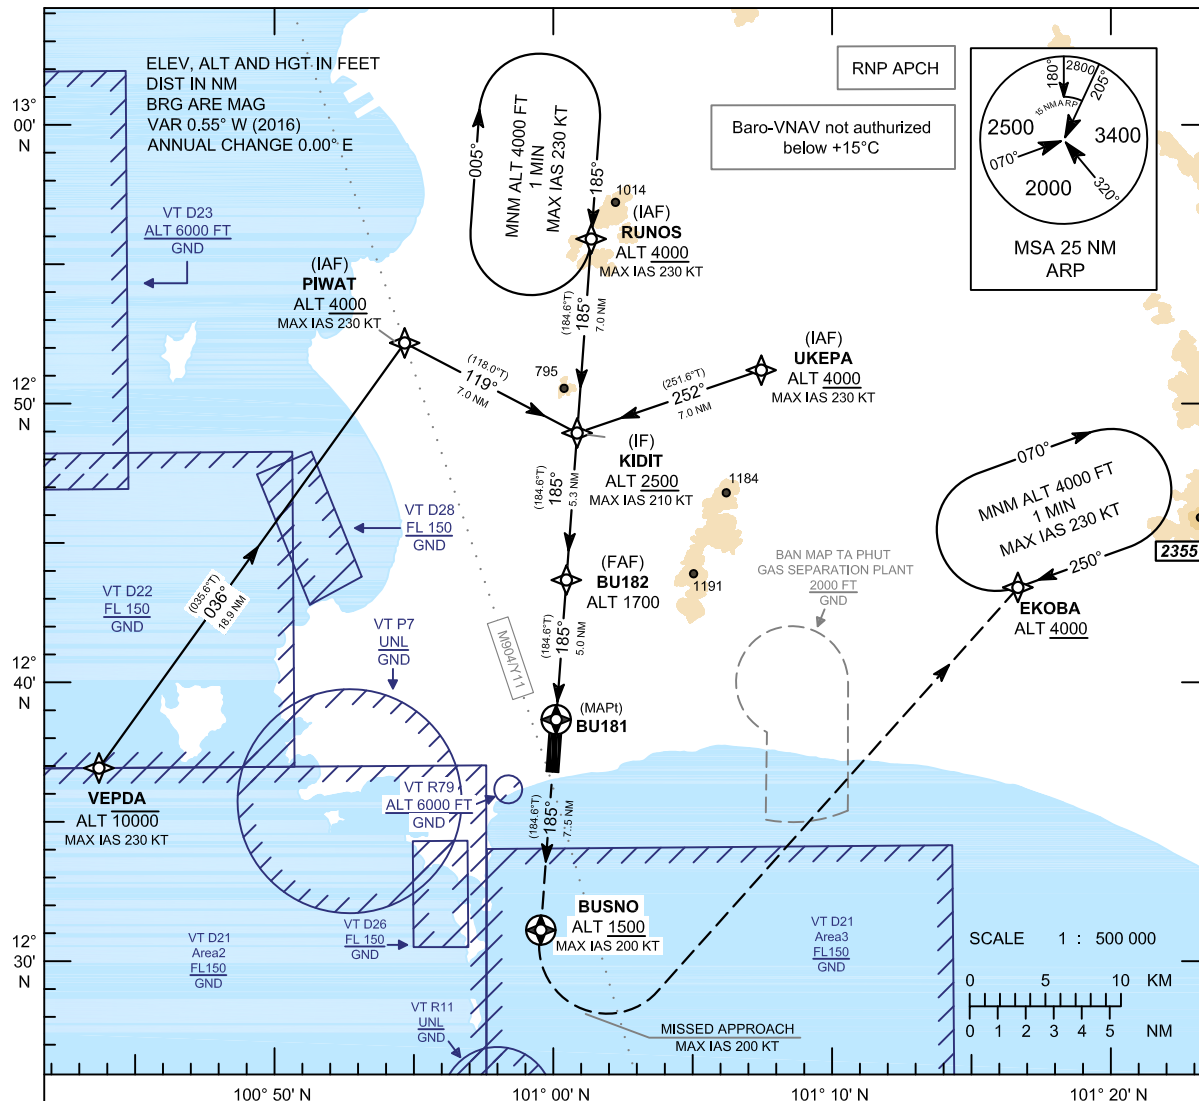 ELEV, ALT AND HGT IN FEET
DIST IN NM
BRG ARE MAG
VAR 0.55° W (2016)
ANNUAL CHANGE 0.00° E
RNP APCH
Baro-VNAV not authurized
below +15°C
180°
2800
205°
15 NM ARP
2500
3400
070°
2000
320°
MSA 25 NM
ARP
13°
00'
N
12°
50'
N
12°
40'
N
12°
30'
N
VT D23
ALT 6000 FT
GND
005°
MNM ALT 4000 FT
1 MIN
MAX IAS 230 KT
185°
1014
(IAF)
RUNOS
ALT 4000
MAX IAS 230 KT
(IAF)
PIWAT
ALT 4000
MAX IAS 230 KT
(184.6°T)
185°
7.0 NM
(118.0°T)
119°
7.0 NM
795
(251.6°T)
252°
7.0 NM
(IAF)
UKEPA
ALT 4000
MAX IAS 230 KT
(IF)
KIDIT
ALT 2500
MAX IAS 210 KT
(184.6°T)
185°
5.3 NM
1184
1191
070°
MNM ALT 4000 FT
1 MIN
MAX IAS 230 KT
250°
2355
EKOBA
ALT 4000
VT D28
FL 150
GND
(FAF)
BU182
ALT 1700
BAN MAP TA PHUT
GAS SEPARATION PLANT
2000 FT
GND
VT D22
FL 150
GND
(035.6°T)
036°
18.9 NM
VT P7
UNL
GND
M904/Y11
(184.6°T)
185°
5.0 NM
(MAPt)
BU181
VEPDA
ALT 10000
MAX IAS 230 KT
VT R79
ALT 6000 FT
GND
(184.6°T)
185°
7.5 NM
BUSNO
ALT 1500
MAX IAS 200 KT
VT D21
Area2
FL150
GND
VT D26
FL 150
GND
VT D21
Area3
FL150
GND
VT R11
UNL
GND
MISSED APPROACH
MAX IAS 200 KT
SCALE 1 : 500 000
0 5 10 KM
0 1 2 3 4 5 NM
100° 50' N
101° 00' N
101° 10' N
101° 20' N